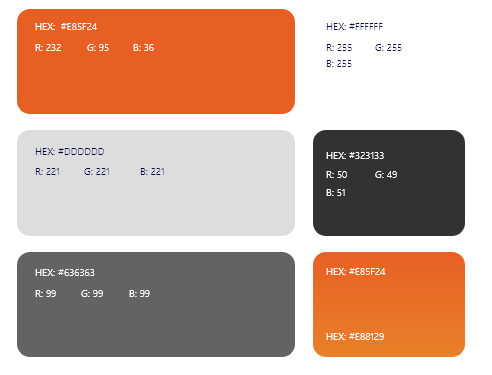 HEX: #E85F24
R: 232 G: 95 B: 36
HEX: #FFFFFF
R: 255 G: 255
B: 255
HEX: #DDDDDD
R: 221 G: 221 B: 221
HEX: #323133
R: 50 G: 49
B: 51
HEX: #636363
R: 99 G: 99 B: 99
HEX: #E85F24
HEX: #E88129